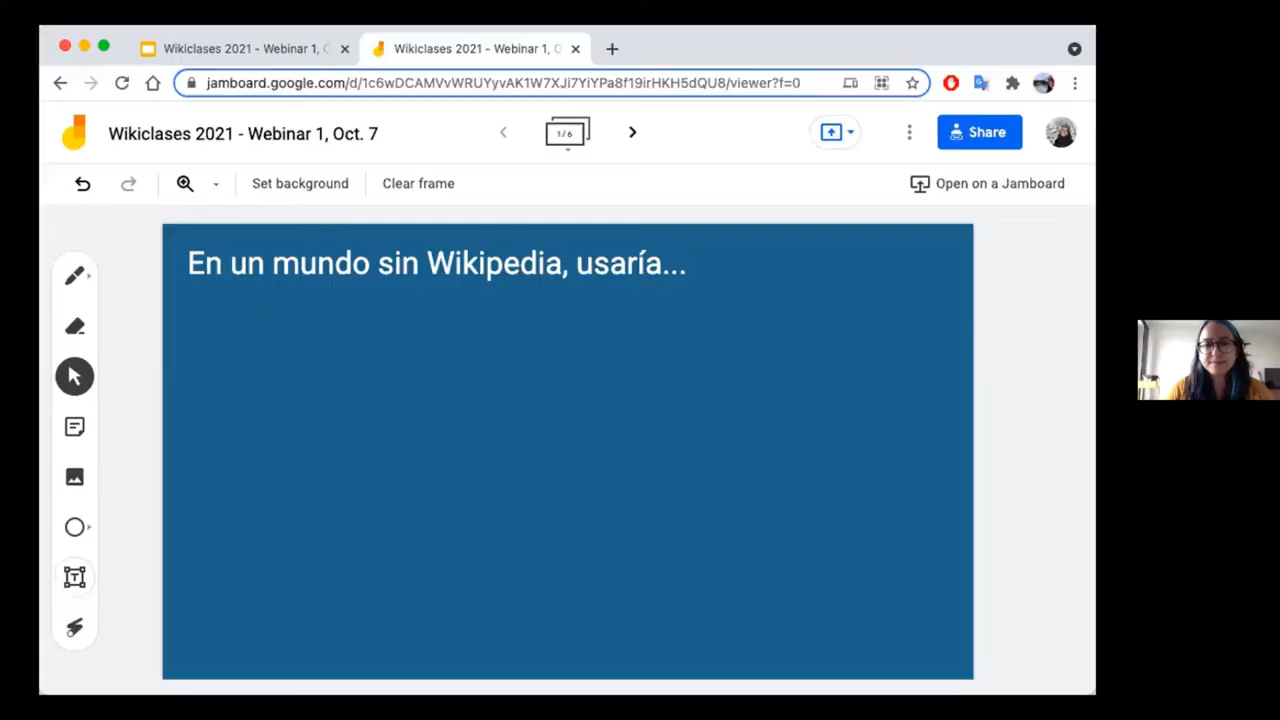 Wikiclases 2021 - Webinar 1, O
Wikiclases 2021 - Webinar 1, O
jamboard.google.com/d/1c6wDCAMVvWRUYyvAK1W7XJi7YiYPa8f19irHKH5dQU8/viewer?f=0
Wikiclases 2021 - Webinar 1, Oct. 7
1/6
Share
Set background
Clear frame
Open on a Jamboard
En un mundo sin Wikipedia, usaría...